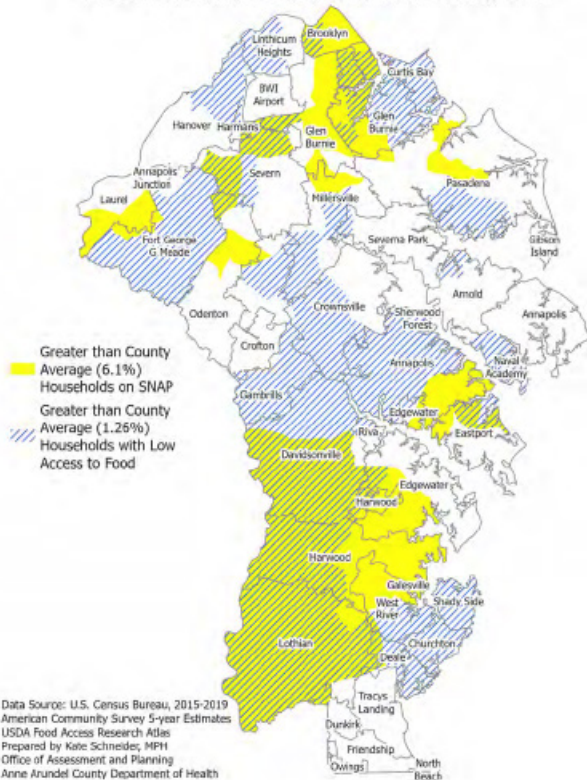 Brooklyn
Linthicum
Heights
Curtis Bay
BWI
Airport
Hanover
Harmans
Glen
Burnie
Glen
Burnie
Annapolis
Junction
Severn
Laurel
Pasadena
Millersville
Fort George
G Meade
Severna Park
Gibson
Island
Odenton
Crownsville
Arnold
Sherwood
Forest
Annapolis
Crofton
Annapolis
Naval
Academy
Gambrills
Edgewater
Eastport
Riva
Greater than County
Average (6.1%)
Households on SNAP
Greater than County
Average (1.26%)
Households with Low
Access to Food
Davidsonville
Edgewater
Harwood
Harwood
Galesville
West
River
Shady Side
Churchton
Lothian
Deale
Tracys
Landing
Dunkirk
Friendship
Owings
North
Beach
Data Source: U.S. Census Bureau, 2015-2019
American Community Survey 5-year Estimates
USDA Food Access Research Atlas
Prepared by Kate Schneider, MPH
Office of Assessment and Planning
Anne Arundel County Department of Health